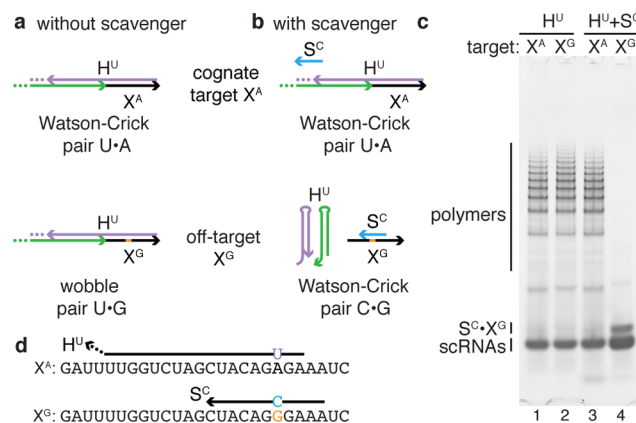 a without scavenger
H^U
X^A
Watson-Crick
pair U•A
H^U
X^G
wobble
pair U•G
cognate
target X^A
off-target
X^G
b with scavenger
S^C
H^U
X^A
Watson-Crick
pair U•A
H^U
S^C
X^G
Watson-Crick
pair C•G
c
H^U H^U+S^C
target: X^A X^G X^A X^G
polymers
S^C•X^G
scRNAs
1 2 3 4
d
H^U
U
X^A: GAUUUUGGUCUAGCUACAGAGAAAUC
S^C
C
X^G: GAUUUUGGUCUAGCUACAGGGAAAUC